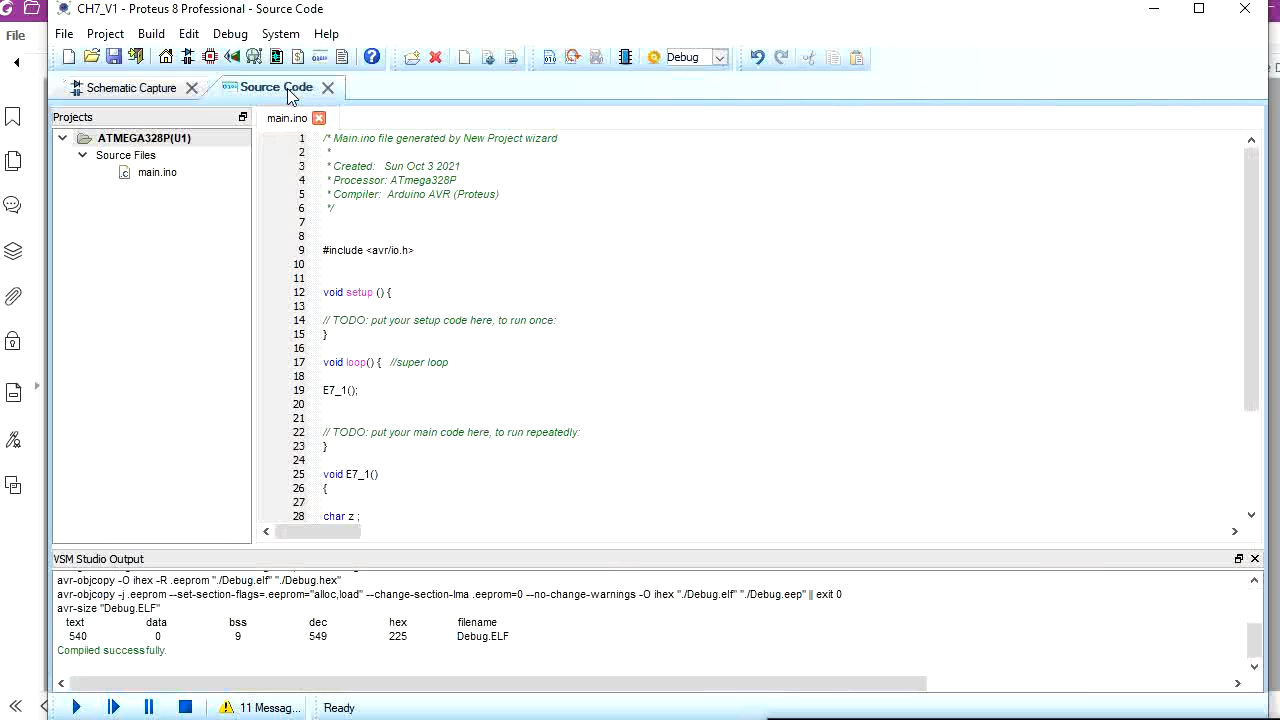 CH7_V1 - Proteus 8 Professional - Source Code
File
File Project Build Edit Debug System Help
Debug
Schematic Capture
Source Code
Projects
main.ino
ATMEGA328P(U1)
Source Files
main.ino
1 /* Main.ino file generated by New Project wizard
2 *
3 * Created: Sun Oct 3 2021
4 * Processor: ATmega328P
5 * Compiler: Arduino AVR (Proteus)
6 */
7
8
9 #include <avr/io.h>
10
11
12 void setup () {
13
14 // TODO: put your setup code here, to run once:
15 }
16
17 void loop() { //super loop
18
19 E7_1();
20
21
22 // TODO: put your main code here, to run repeatedly:
23 }
24
25 void E7_1()
26 {
27
28 char z ;
VSM Studio Output
avr-objcopy -O ihex -R .eeprom "./Debug.elf" "./Debug.hex"
avr-objcopy -j .eeprom --set-section-flags=.eeprom="alloc,load" --change-section-lma .eeprom=0 --no-change-warnings -O ihex "./Debug.elf" "./Debug.eep" || exit 0
avr-size "Debug.ELF"
text data bss dec hex filename
540 0 9 549 225 Debug.ELF
Compiled successfully.
11 Messag... Ready